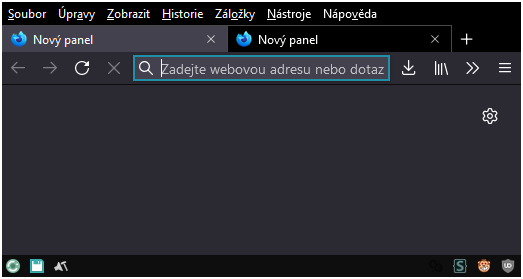 Soubor Úpravy Zobrazit Historie Záložky Nástroje Nápověda
Nový panel Nový panel
Zadejte webovou adresu nebo dotaz